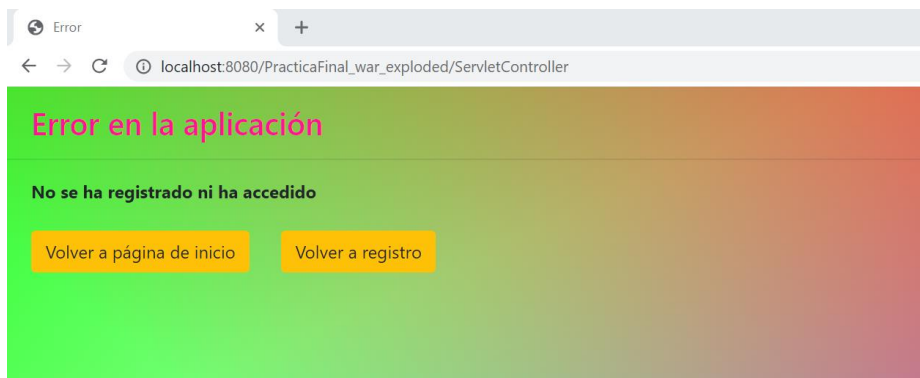 Error
localhost:8080/PracticaFinal_war_exploded/ServletController
Error en la aplicación
No se ha registrado ni ha accedido
Volver a página de inicio
Volver a registro